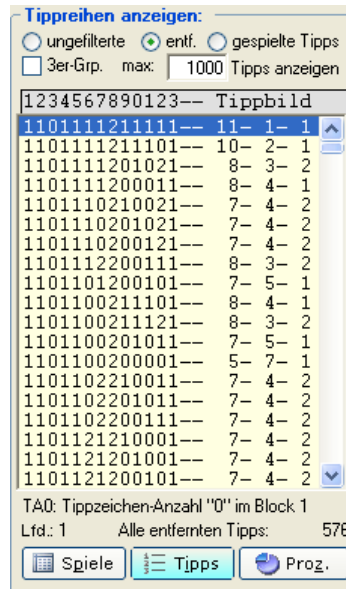 Tippreihen anzeigen:
ungefilterte entf. gespielte Tipps
3er-Grp. max: 1000 Tipps anzeigen
1234567890123-- Tippbild
1101111211111-- 11- 1- 1
1101111211101-- 10- 2- 1
1101111201021-- 8- 3- 2
1101111200011-- 8- 4- 1
1101110210021-- 7- 4- 2
1101110201021-- 7- 4- 2
1101110200121-- 7- 4- 2
1101112200111-- 8- 3- 2
1101101200101-- 7- 5- 1
1101100211101-- 8- 4- 1
1101100211121-- 8- 3- 2
1101100201011-- 7- 5- 1
1101100200001-- 5- 7- 1
1101102210011-- 7- 4- 2
1101102201011-- 7- 4- 2
1101102200111-- 7- 4- 2
1101121210001-- 7- 4- 2
1101121201001-- 7- 4- 2
1101121200101-- 7- 4- 2
TA0: Tippzeichen-Anzahl "0" im Block 1
Lfd.: 1 Alle entfernten Tipps: 576
Spiele Tipps Proz.